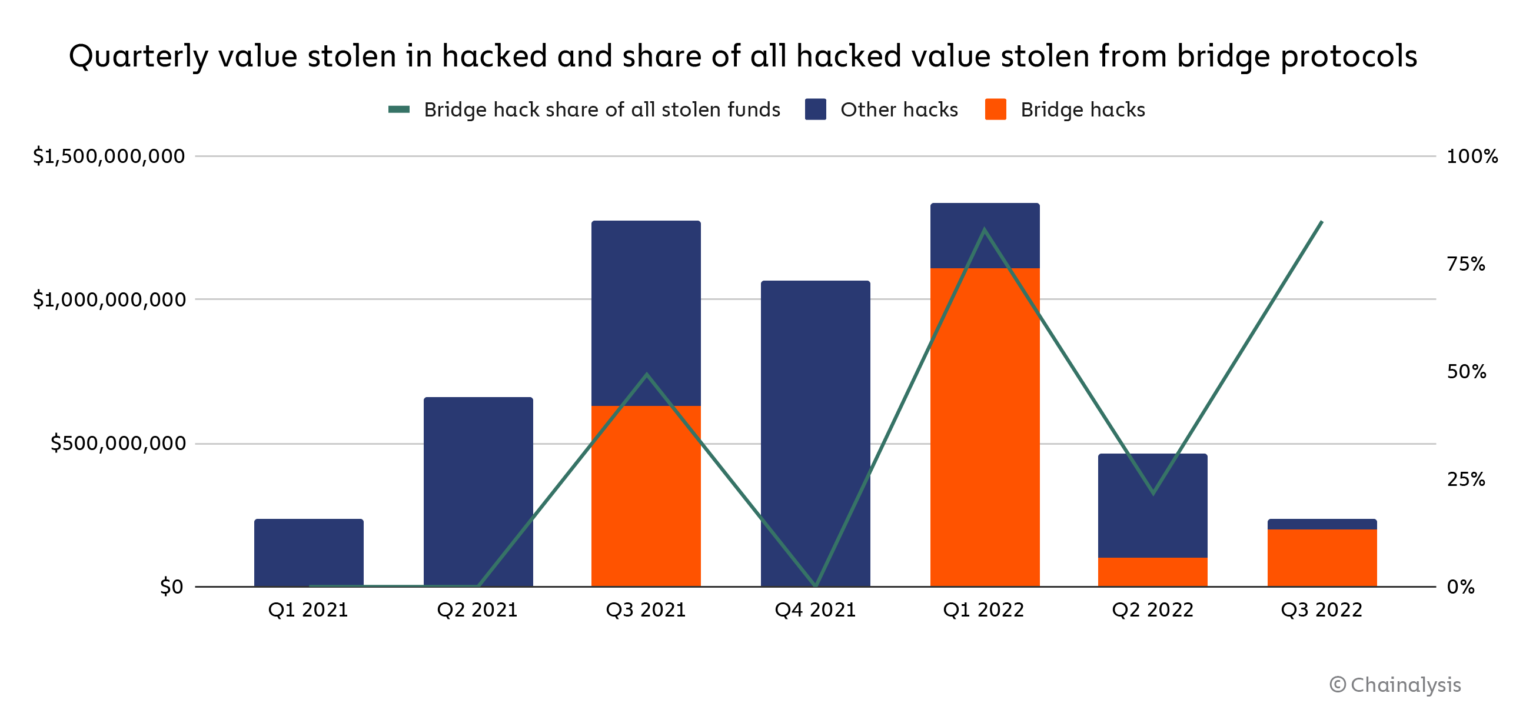 Quarterly value stolen in hacked and share of all hacked value stolen from bridge protocols
Bridge hack share of all stolen funds Other hacks Bridge hacks
$1,500,000,000 100%
75%
$1,000,000,000
50%
$500,000,000
25%
$0 0%
Q1 2021 Q2 2021 Q3 2021 Q4 2021 Q1 2022 Q2 2022 Q3 2022
© Chainalysis